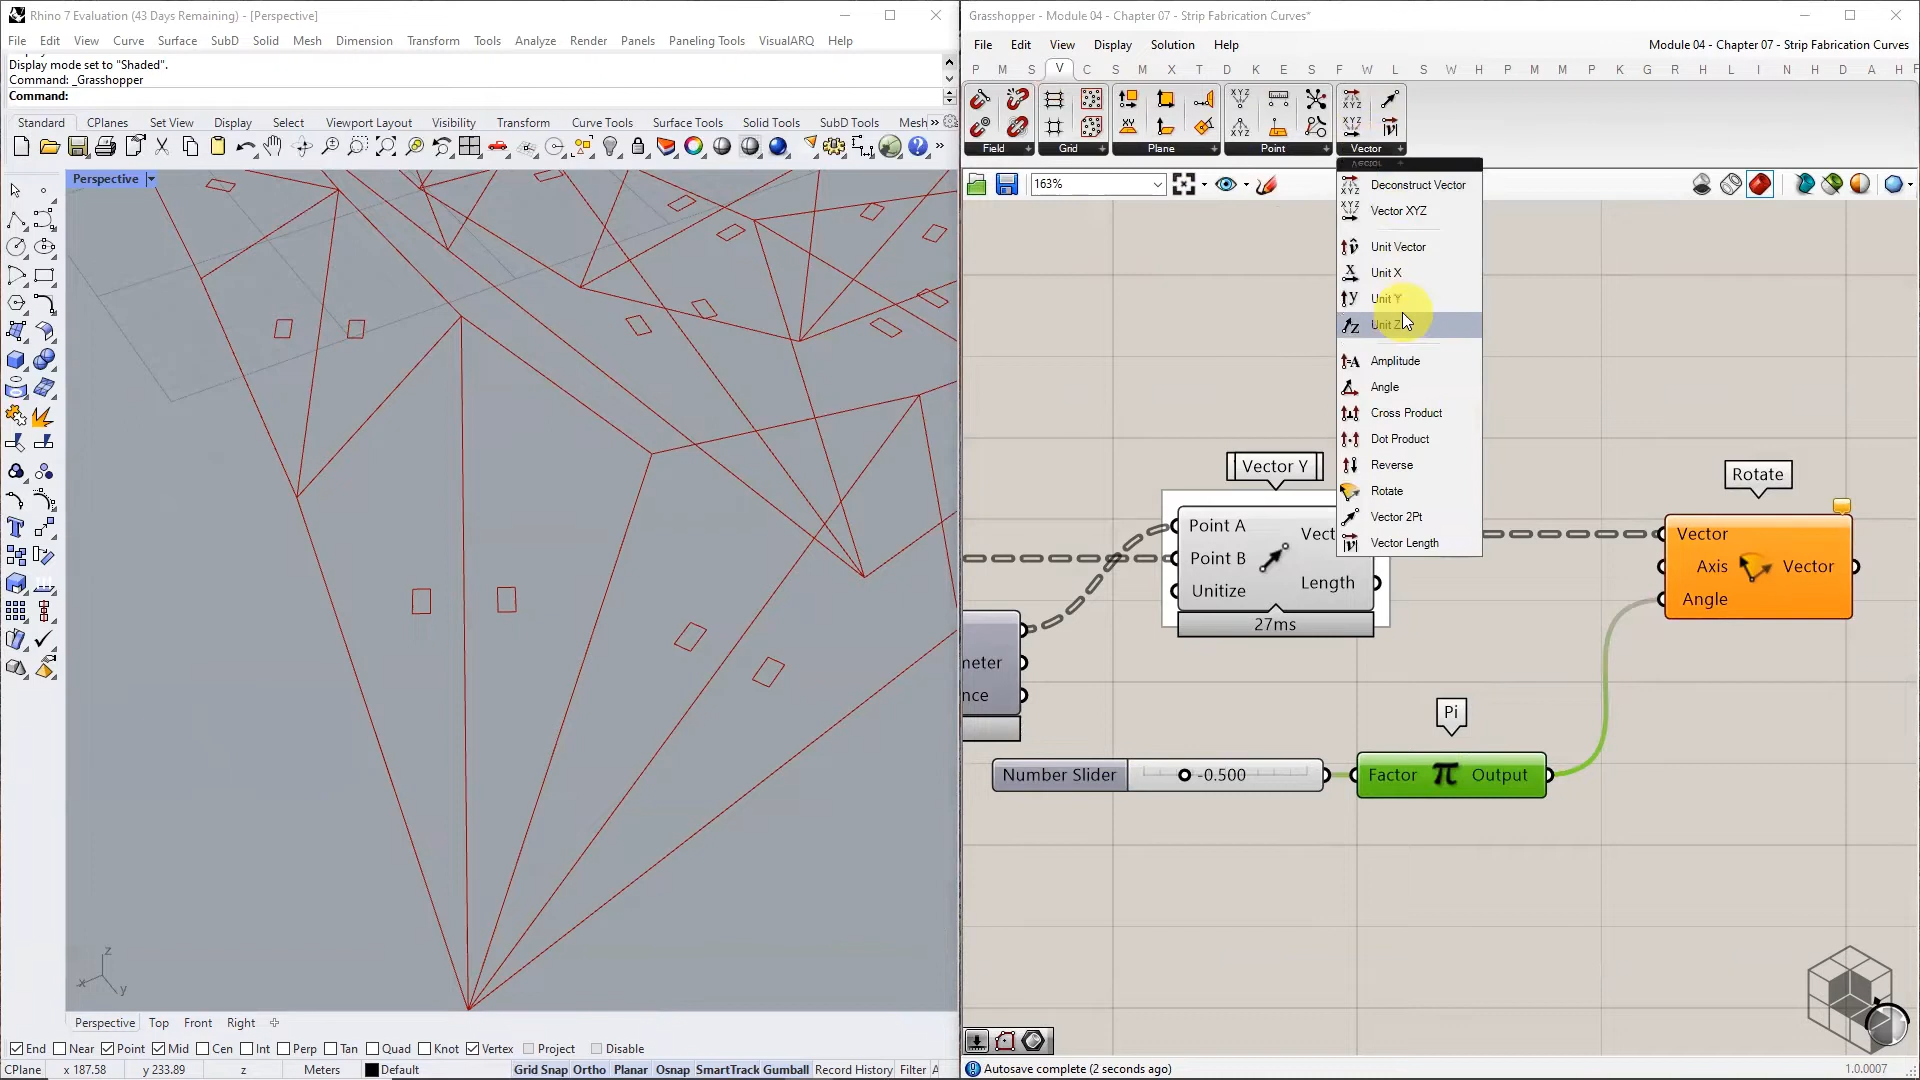 Rhino 7 Evaluation (43 Days Remaining) - [Perspective]
File Edit View Curve Surface SubD Solid Mesh Dimension Transform Tools Analyze Render Panels Paneling Tools VisualARQ Help
Display mode set to "Shaded".
Command: _Grasshopper
Command:
Standard CPlanes Set View Display Select Viewport Layout Visibility Transform Curve Tools Surface Tools Solid Tools SubD Tools Mesh »
Perspective
z
x
y
Perspective Top Front Right
End Near Point Mid Cen Int Perp Tan Quad Knot Vertex Project Disable
CPlane x 187.58 y 233.89 z Meters Default Grid Snap Ortho Planar Osnap SmartTrack Gumball Record History Filter A
Grasshopper - Module 04 - Chapter 07 - Strip Fabrication Curves*
File Edit View Display Solution Help
Module 04 - Chapter 07 - Strip Fabrication Curves
P M S V C S M X T D K E S F W L S W H P M M P K G R H L I N H D A H F
Field Grid Plane Point Vector
163%
Vector
Deconstruct Vector
Vector XYZ
Unit Vector
Unit X
Unit Y
Unit Z
Amplitude
Angle
Cross Product
Dot Product
Reverse
Rotate
Vector 2Pt
Vector Length
Vector Y
Point A
Point B
Unitize
Vect
Length
27ms
meter
nce
Rotate
Vector
Axis
Angle
Vector
Pi
Number Slider
-0.500
Factor π Output
Autosave complete (2 seconds ago)
1.0.0007